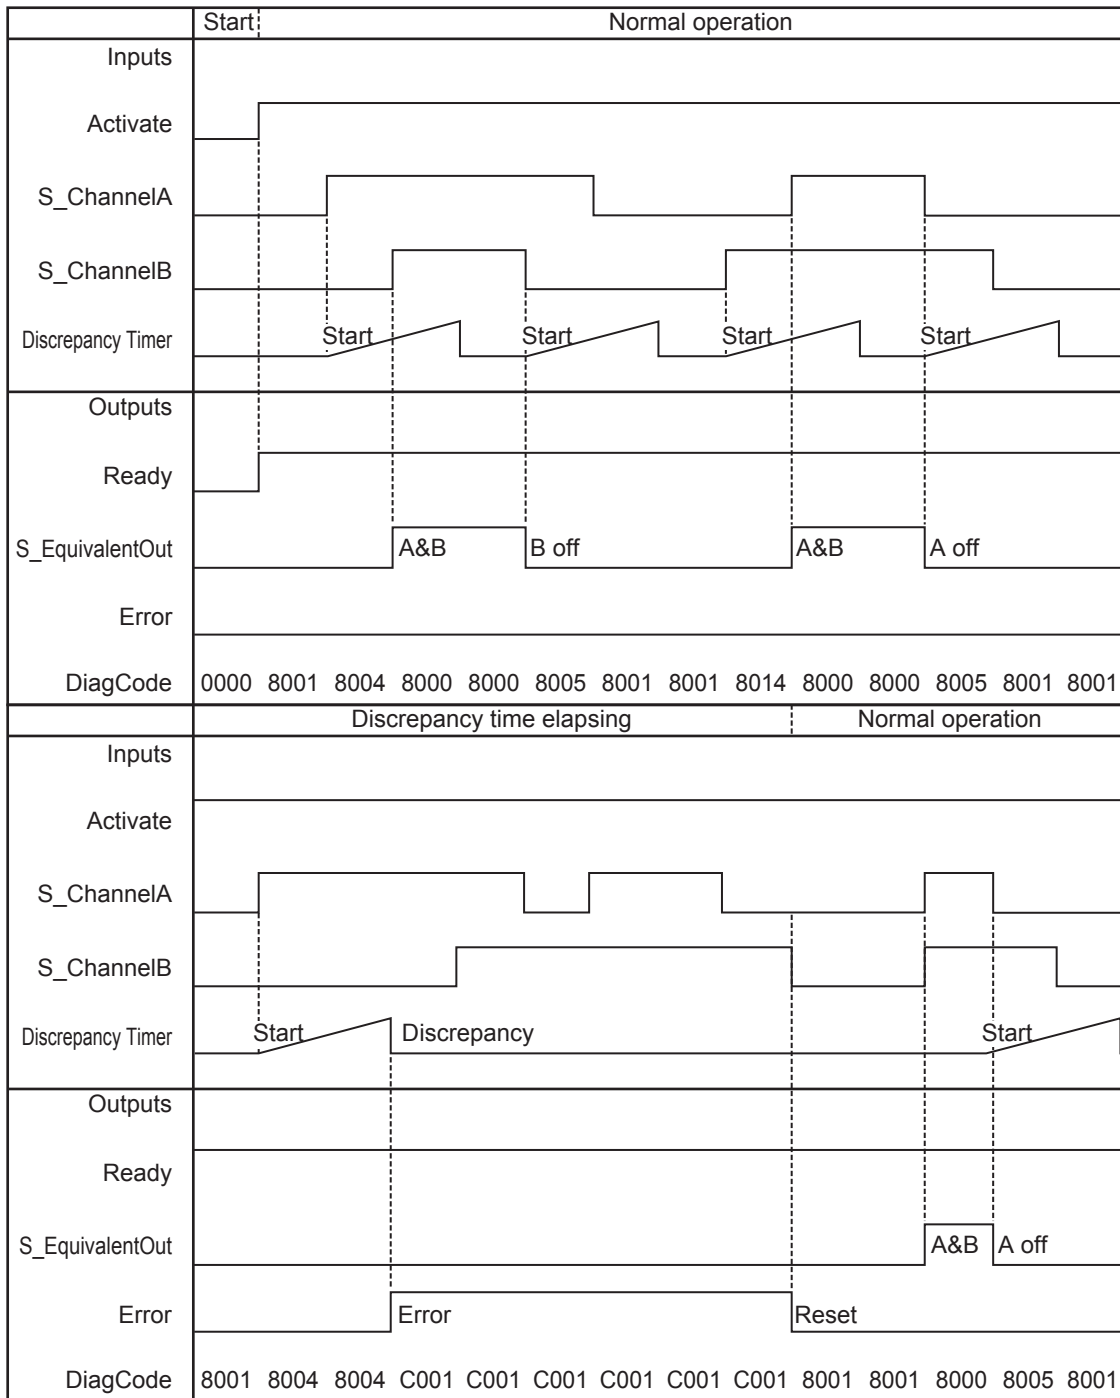 Start Normal operation
Inputs
Activate
S_ChannelA
S_ChannelB
Discrepancy Timer Start Start Start Start
Outputs
Ready
S_EquivalentOut A&B B off A&B A off
Error
DiagCode 0000 8001 8004 8000 8000 8005 8001 8001 8014 8000 8000 8005 8001 8001
Discrepancy time elapsing Normal operation
Inputs
Activate
S_ChannelA
S_ChannelB
Discrepancy Timer Start Discrepancy Start
Outputs
Ready
S_EquivalentOut A&B A off
Error Error Reset
DiagCode 8001 8004 8004 C001 C001 C001 C001 C001 C001 8001 8001 8000 8005 8001